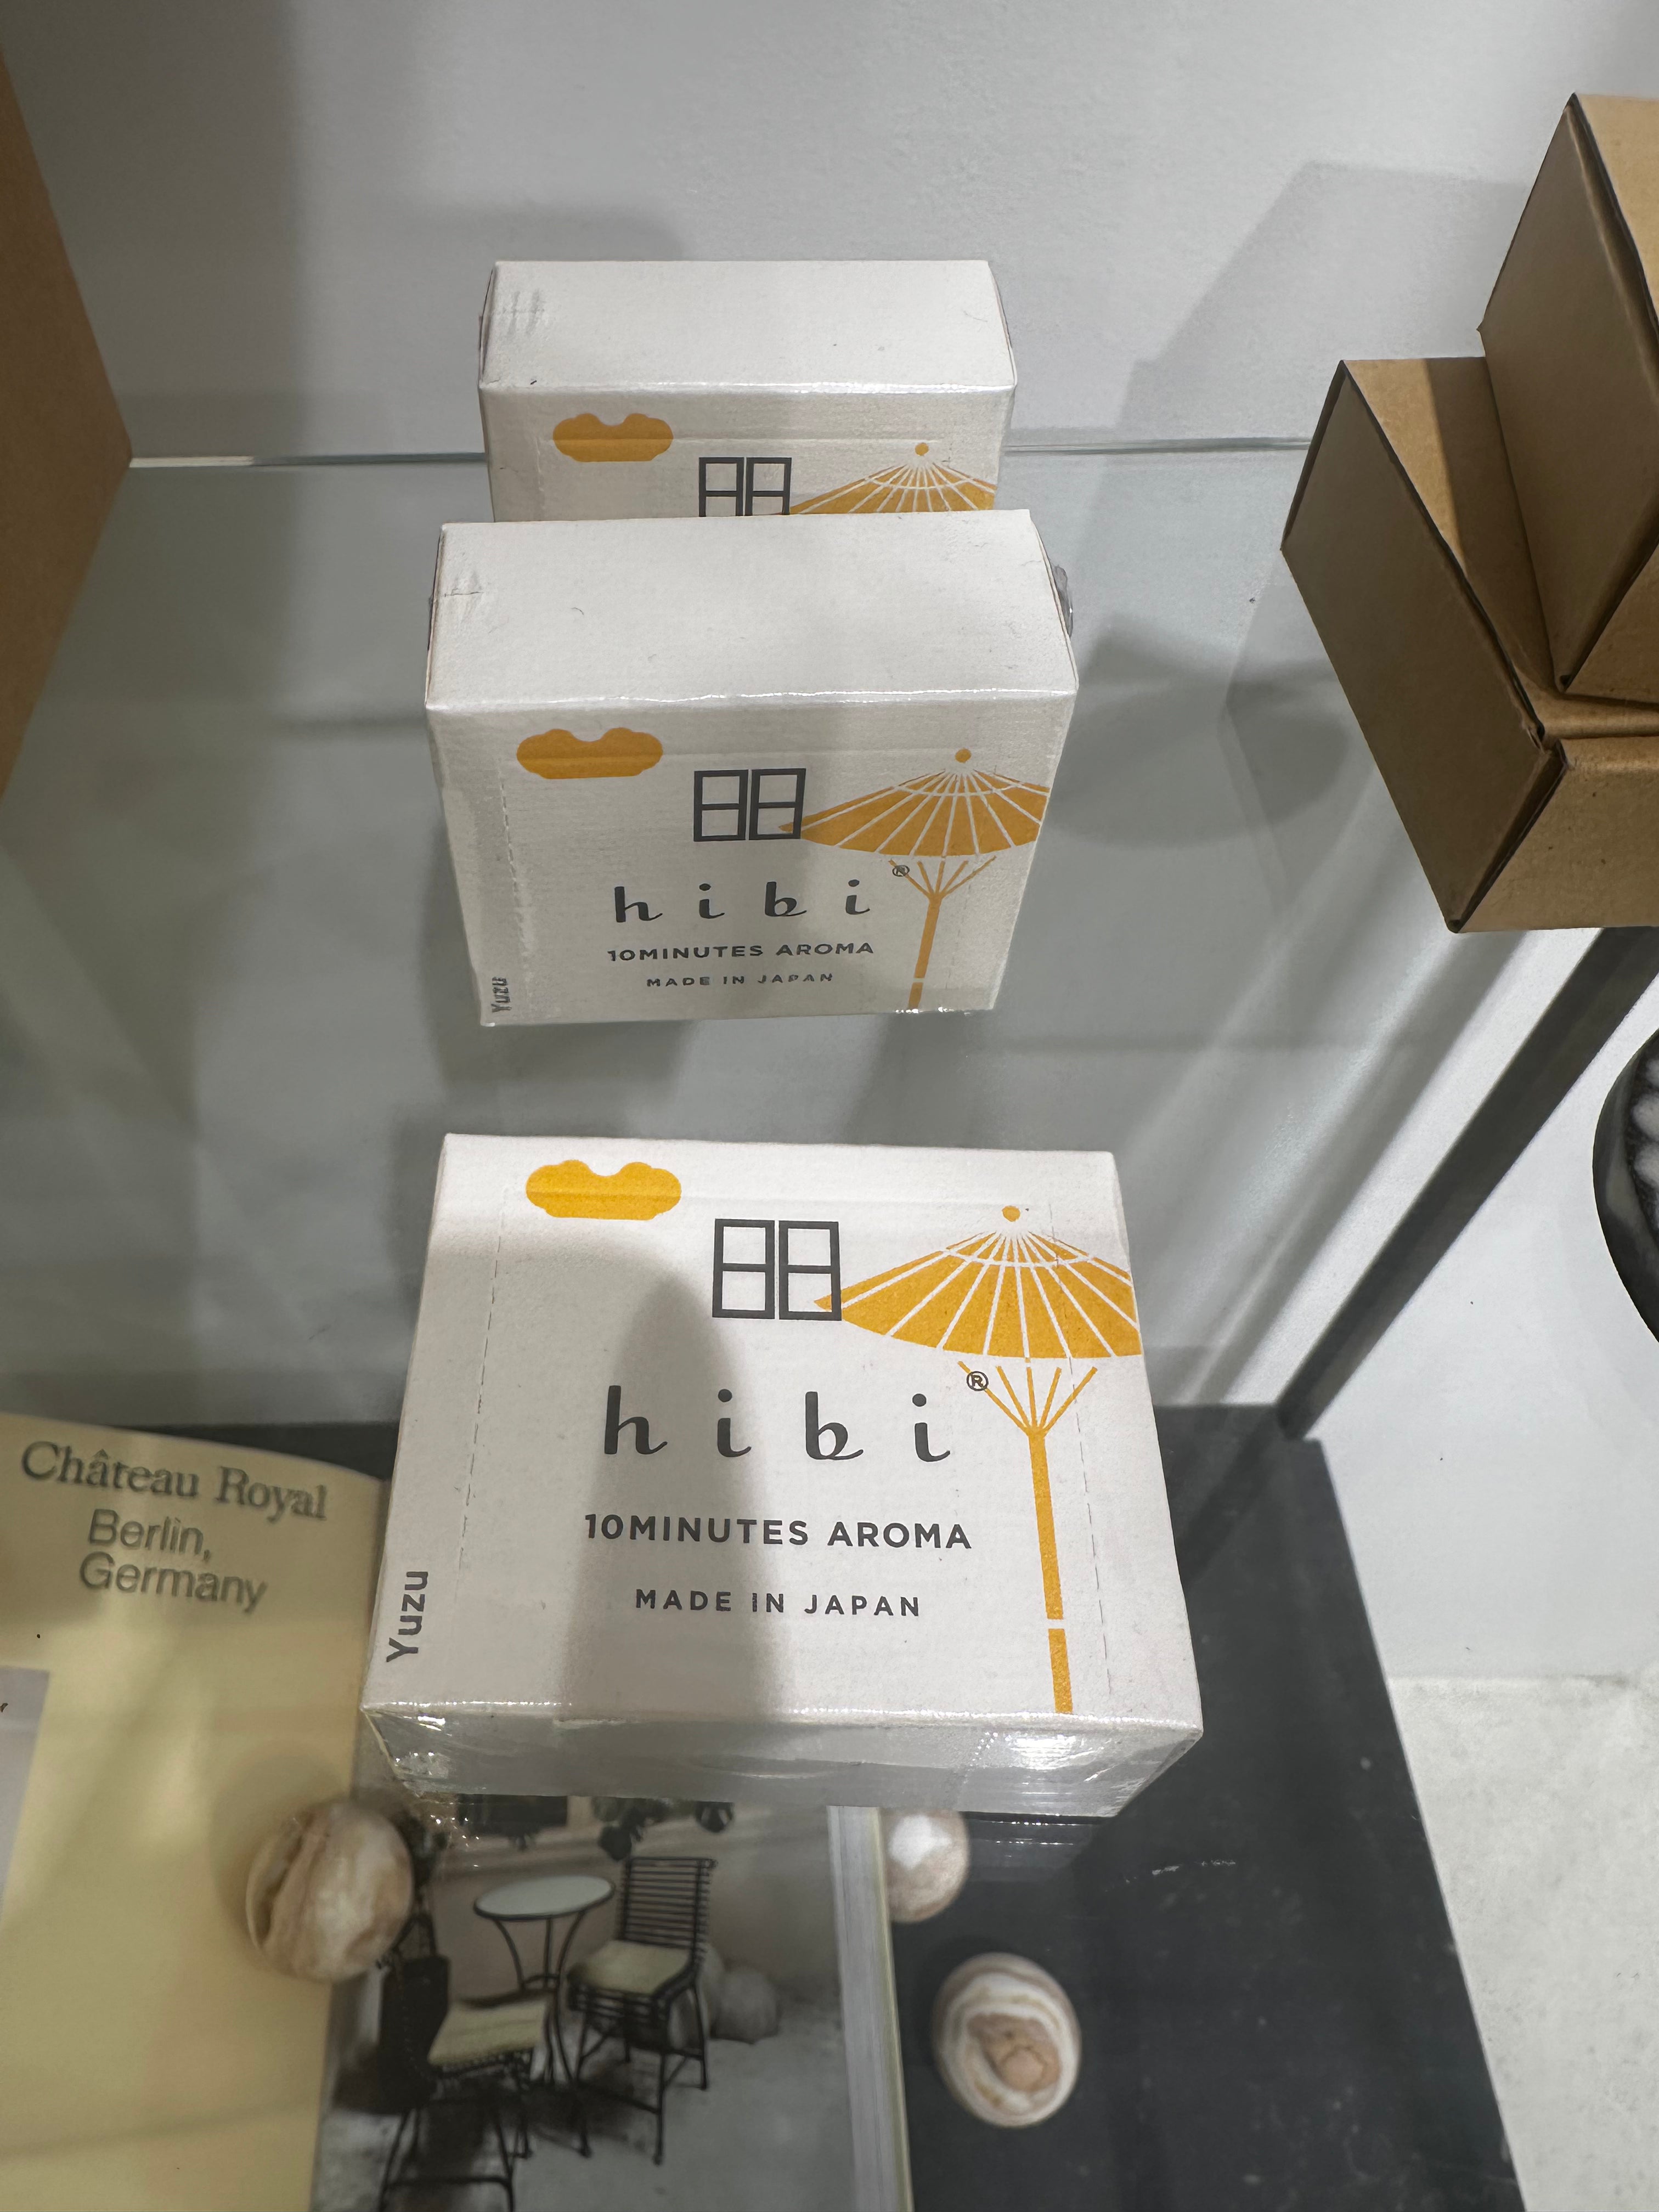 hibi®
10MINUTES AROMA
MADE IN JAPAN
Yuzu
hibi®
10MINUTES AROMA
MADE IN JAPAN
Yuzu
Château Royal
Berlin,
Germany